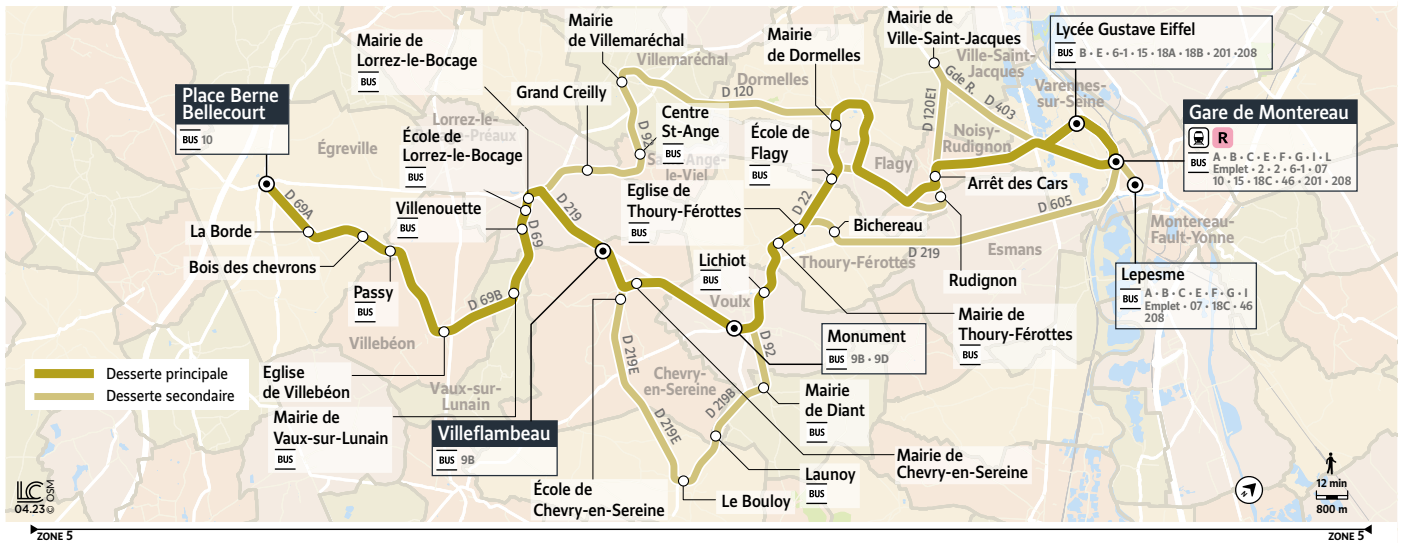 Mairie
de Villemaréchal
Mairie de
Ville-Saint-Jacques
Lycée Gustave Eiffel
BUS B • E • 6-1 • 15 • 18A • 18B • 201 •208
Mairie de
Lorrez-le-Bocage
BUS
Mairie
de Dormelles
Villemaréchal
Ville-Saint-
Jacques
Varennes-
sur-Seine
Dormelles
D 120
Gde R.
D 403
D 120E1
Place Berne
Bellecourt
BUS 10
Grand Creilly
Centre
St-Ange
BUS
D 92
Gare de Montereau
R
BUS A • B • C • E • F • G • I • L
Emplet • 2 • 2 • 6-1 • 07
10 • 15 • 18C • 46 • 201 • 208
Égreville
École de
Lorrez-le-Bocage
BUS
École de
Flagy
BUS
Noisy-
Rudignon
Flagy
Arrêt des Cars
D 69A
Villenouette
BUS
D 219
D 69
Eglise de
Thoury-Férottes
BUS
D 22
Bichereau
D 605
La Borde
Bois des chevrons
Passy
BUS
Thoury-Férottes
D 219
Esmans
Rudignon
Montereau-
Fault-Yonne
Lepesme
BUS A • B • C • E • F • G • I
Emplet • 07 • 18C • 46
208
Lichiot
BUS
Voulx
D 69B
Villebéon
Mairie de
Thoury-Férottes
BUS
Monument
BUS 9B • 9D
D 92
Desserte principale
Desserte secondaire
Eglise
de Villebéon
Vaux-sur-
Lunain
D 219E
Chevry-
en-Sereine
D 219B
Mairie
de Diant
BUS
Mairie de
Vaux-sur-Lunain
BUS
Villeflambeau
BUS 9B
D 219E
Mairie de
Chevry-en-Sereine
École de
Chevry-en-Sereine
Le Bouloy
Launoy
BUS
LC
04.23 © OSM
N
12 min
800 m
ZONE 5
ZONE 5